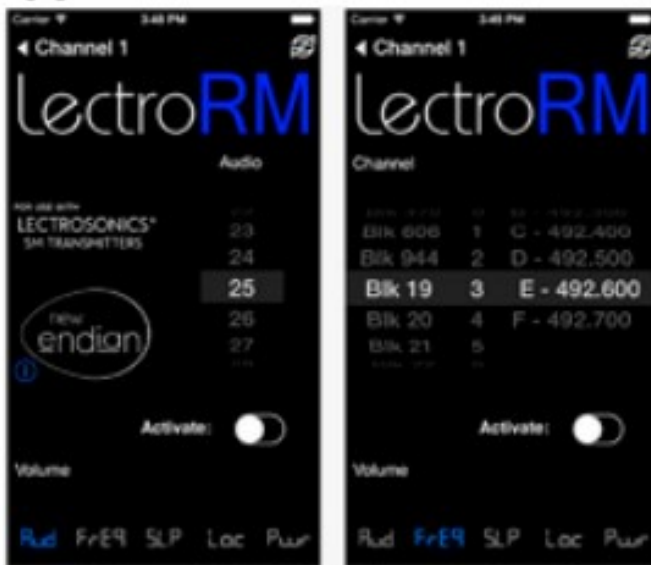 Carrier 3:48 PM
Channel 1
LectroRM
Audio
FOR USE WITH
LECTROSONICS®
SM TRANSMITTERS
23
24
25
26
27
new
endian
Activate:
Volume
Aud FrEq SLP Loc Pwr
Carrier 3:48 PM
Channel 1
LectroRM
Channel
Blk 606 1 C - 492.400
Blk 944 2 D - 492.500
Blk 19 3 E - 492.600
Blk 20 4 F - 492.700
Blk 21 5
Activate:
Volume
Aud FrEq SLP Loc Pwr